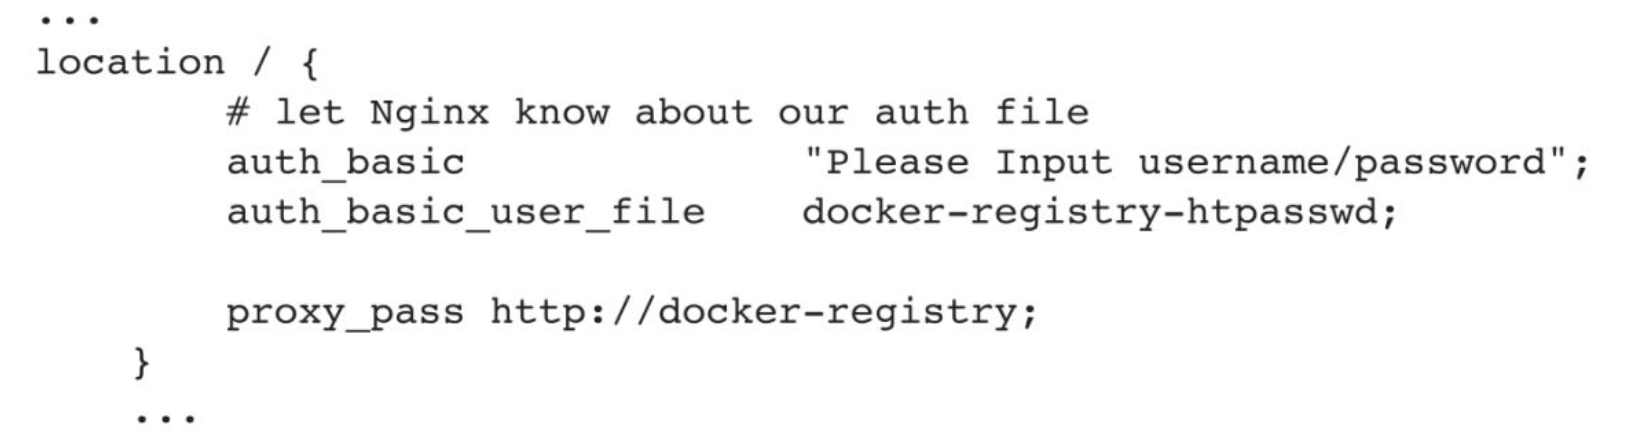 ...
location / {
# let Nginx know about our auth file
auth_basic "Please Input username/password";
auth_basic_user_file docker-registry-htpasswd;
proxy_pass http://docker-registry;
}
...